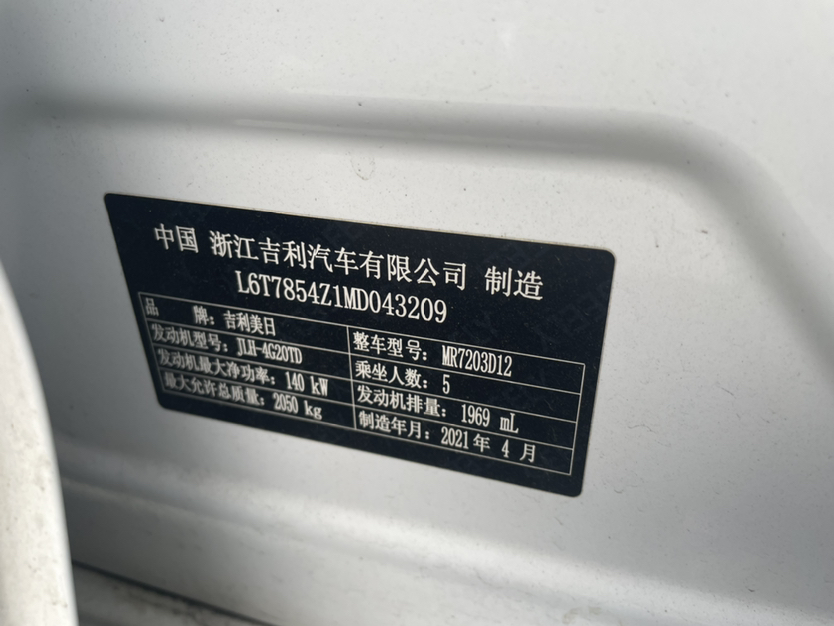 中国 浙江吉利汽车有限公司 制造
L6T7854Z1MD043209
品 牌：吉利美日
整车型号：MR7203D12
发动机型号：JLH-4G20TD
乘坐人数：5
发动机最大净功率：140 kW
发动机排量：1969 mL
最大允许总质量：2050 kg
制造年月：2021年 4 月